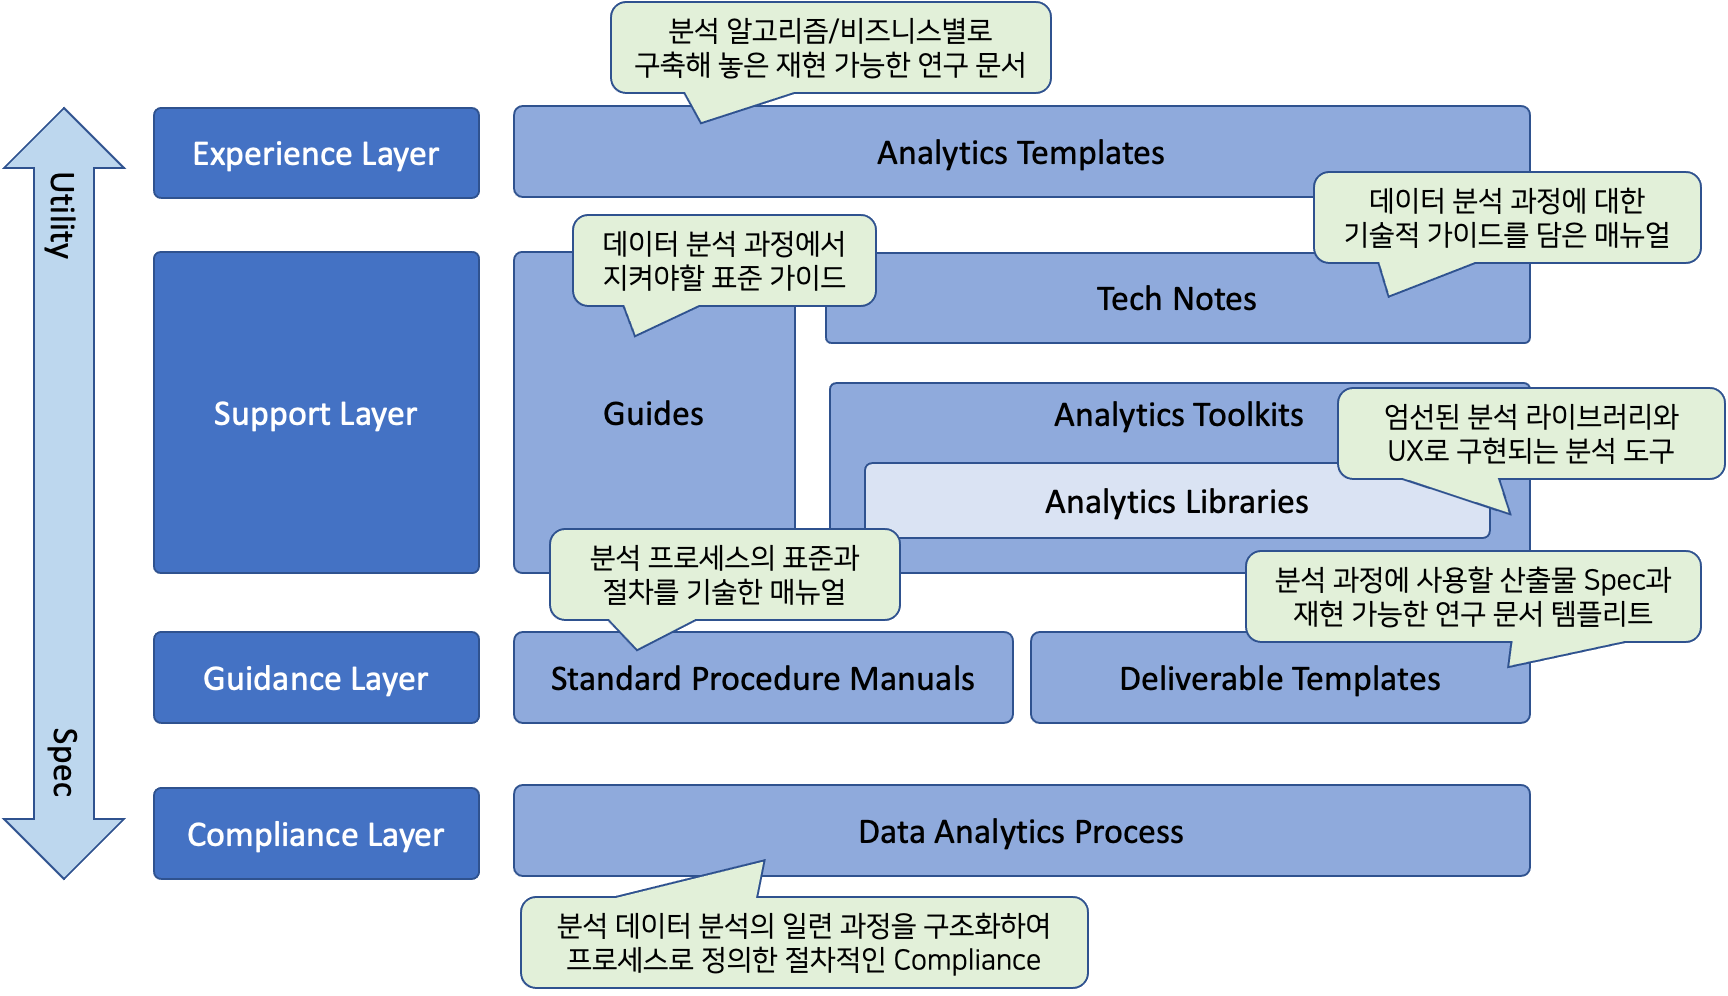 분석 알고리즘/비즈니스별로
구축해 놓은 재현 가능한 연구 문서
Experience Layer
Analytics Templates
Utility
데이터 분석 과정에 대한
기술적 가이드를 담은 매뉴얼
데이터 분석 과정에서
지켜야할 표준 가이드
Tech Notes
Support Layer
Guides
Analytics Toolkits
엄선된 분석 라이브러리와
UX로 구현되는 분석 도구
Analytics Libraries
분석 프로세스의 표준과
절차를 기술한 매뉴얼
분석 과정에 사용할 산출물 Spec과
재현 가능한 연구 문서 템플리트
Guidance Layer
Standard Procedure Manuals
Deliverable Templates
Spec
Compliance Layer
Data Analytics Process
분석 데이터 분석의 일련 과정을 구조화하여
프로세스로 정의한 절차적인 Compliance